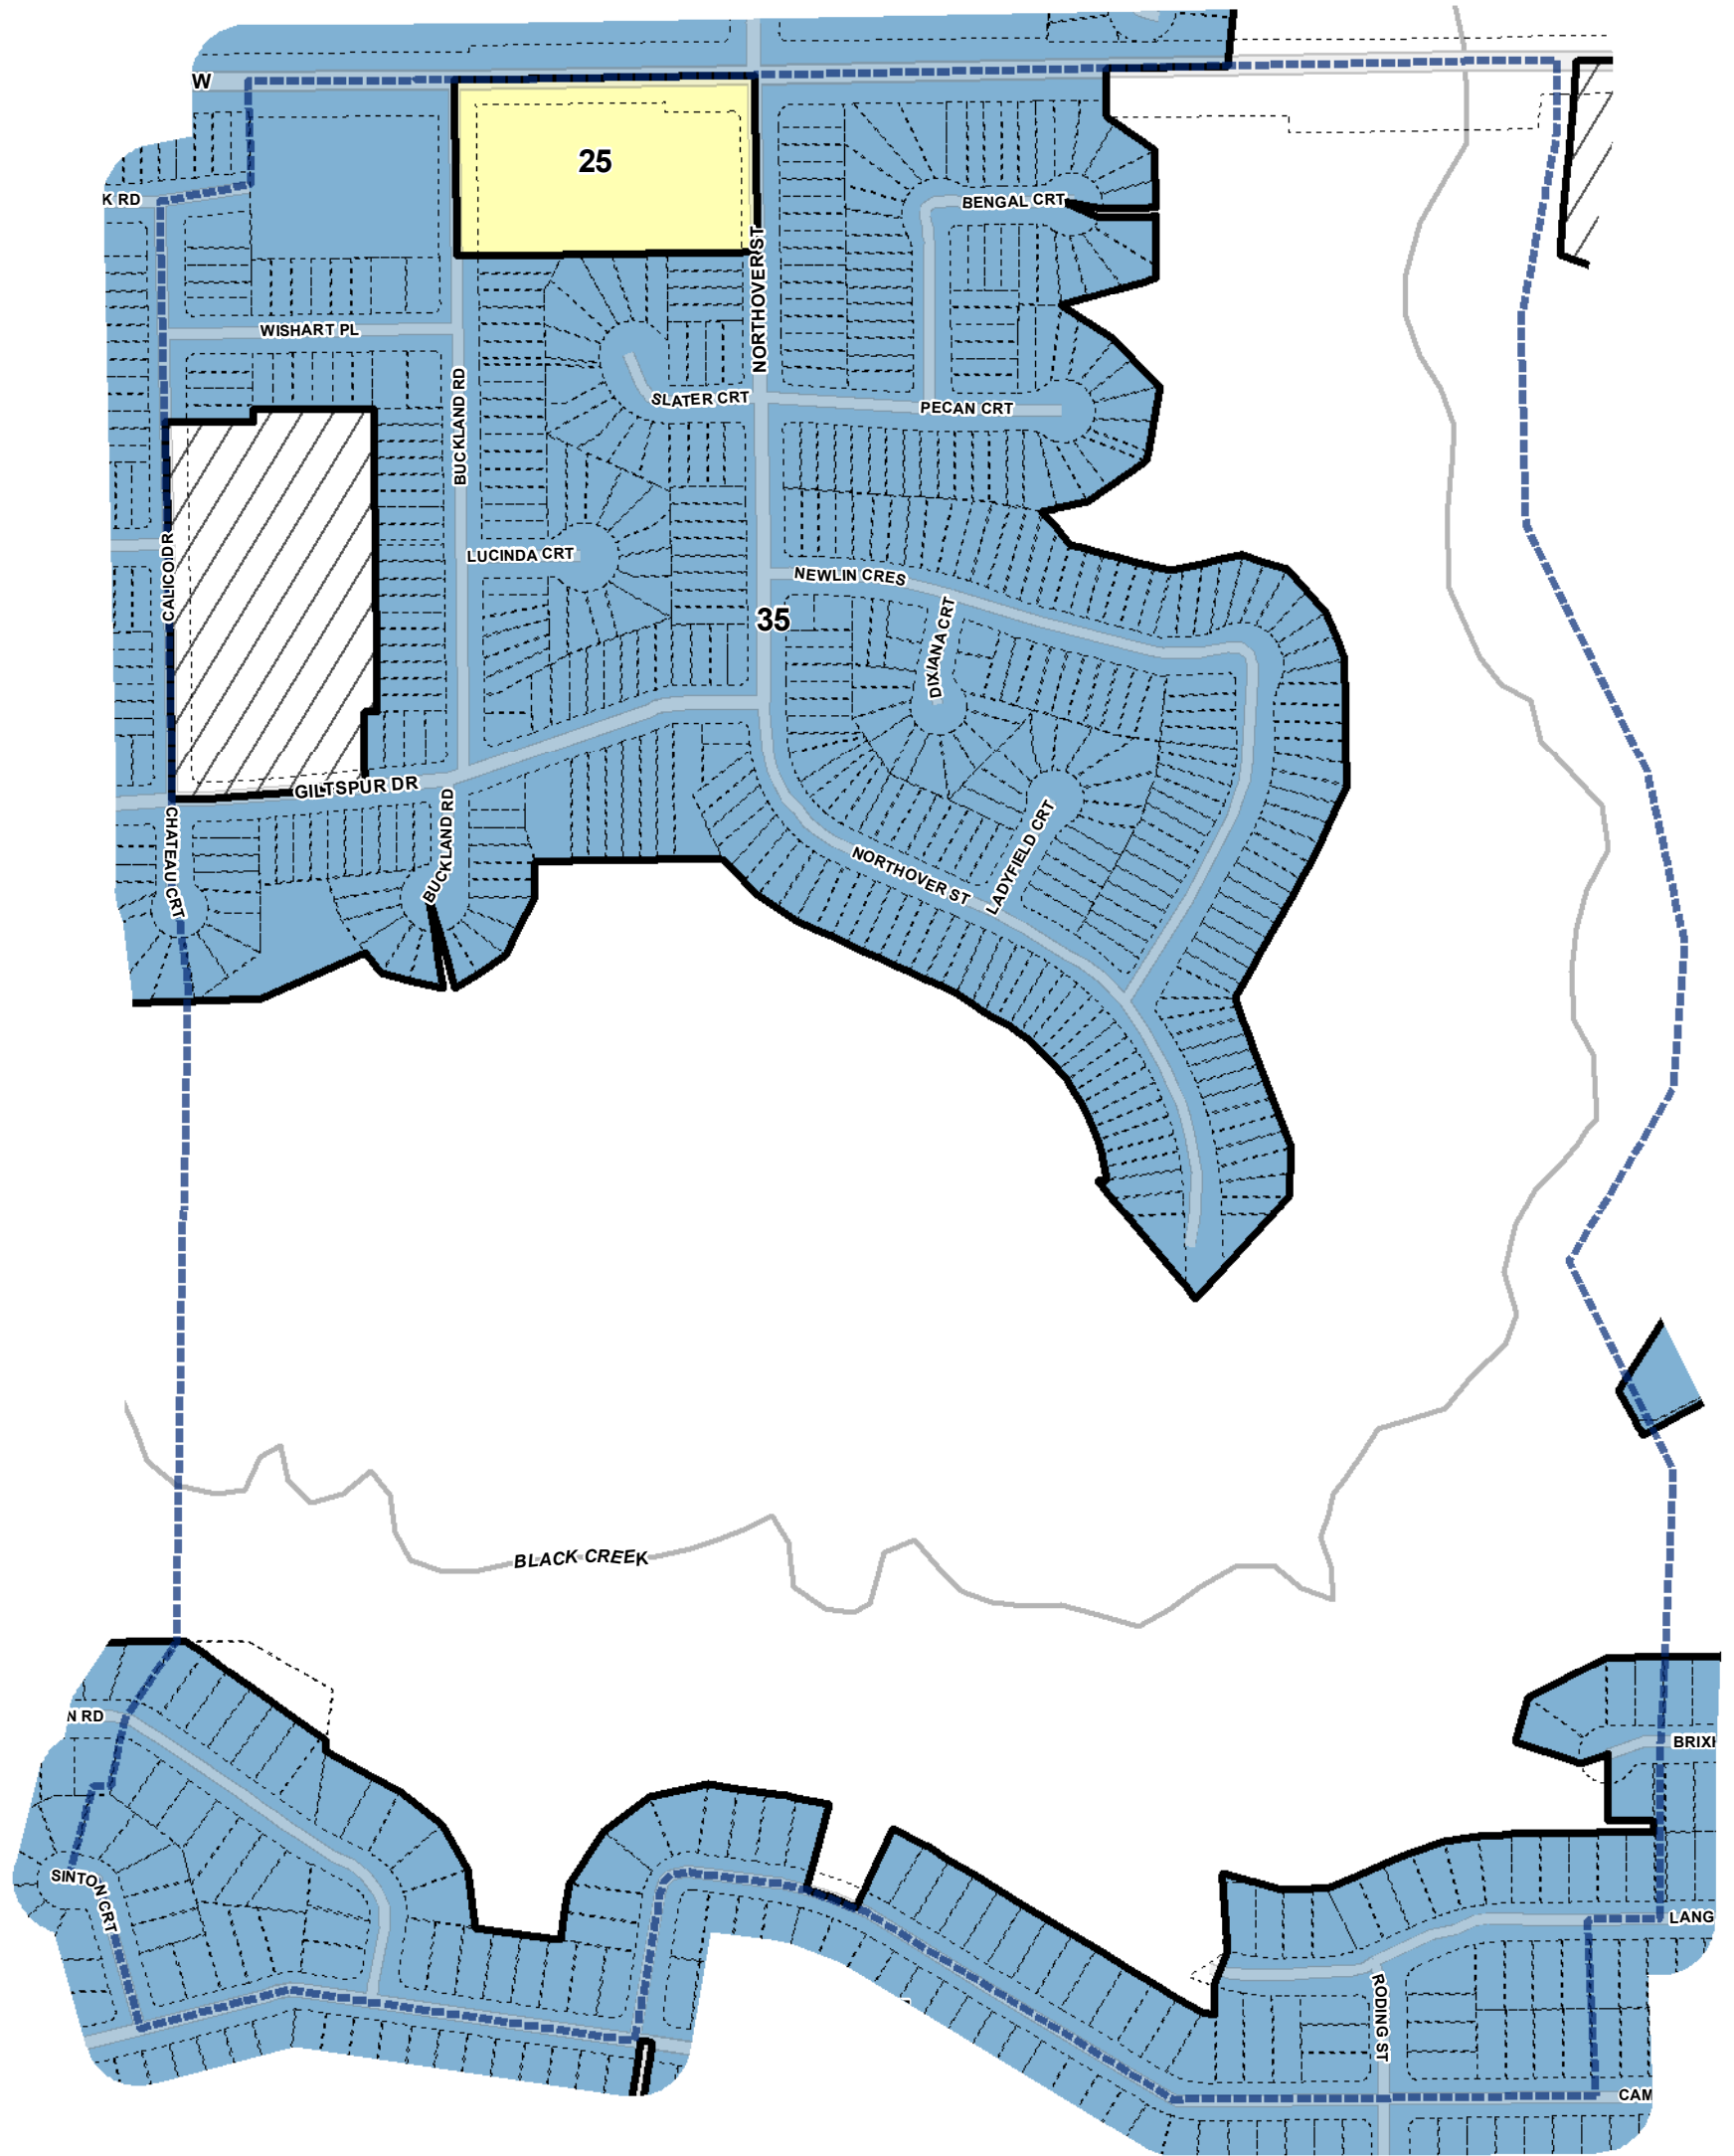 W
25
K RD
BENGAL CRT
NORTHOVER ST
WISHART PL
BUCKLAND RD
SLATER CRT
PECAN CRT
CALICO DR
LUCINDA CRT
NEWLIN CRES
35
DIXIANA CRT
GILTSPUR DR
BUCKLAND RD
CHATEAU CRT
NORTHOVER ST
LADYFIELD CRT
BLACK CREEK
N RD
BRIXH
SINTON CRT
LANG
RODING ST
CAM